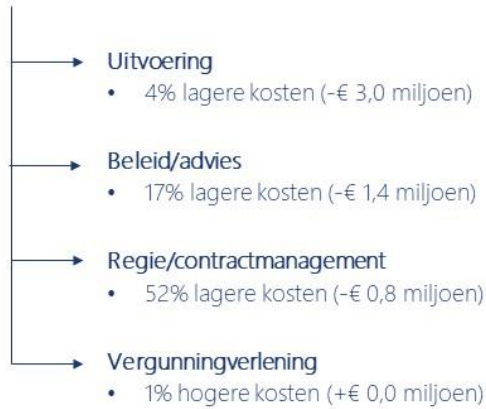 Uitvoering
• 4% lagere kosten (-€ 3,0 miljoen)
Beleid/advies
• 17% lagere kosten (-€ 1,4 miljoen)
Regie/contractmanagement
• 52% lagere kosten (-€ 0,8 miljoen)
Vergunningverlening
• 1% hogere kosten (+€ 0,0 miljoen)